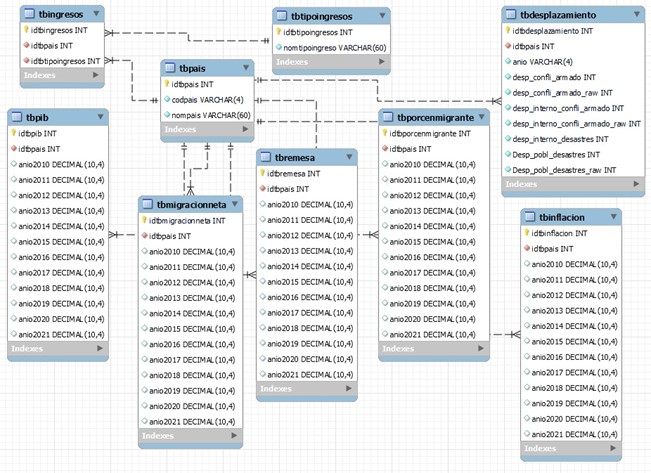 tbingresos
idtbingresos INT
idtbpais INT
idtbtipoingresos INT
Indexes
tbtipoingresos
idtbtipoingresos INT
nomtipoingreso VARCHAR(60)
Indexes
tbdesplazamiento
idtbdesplazamiento INT
idtbpais INT
anio VARCHAR(4)
desp_confli_armado INT
desp_confli_armado_raw INT
desp_interno_confli_armado INT
desp_interno_confli_armado_raw INT
desp_interno_desastres INT
Desp_pobl_desastres INT
Desp_pobl_desastres_raw INT
Indexes
tbpais
idtbpais INT
codpais VARCHAR(4)
nompais VARCHAR(60)
Indexes
tbpib
idtbpib INT
idtbpais INT
anio2010 DECIMAL(10,4)
anio2011 DECIMAL(10,4)
anio2012 DECIMAL(10,4)
anio2013 DECIMAL(10,4)
anio2014 DECIMAL(10,4)
anio2015 DECIMAL(10,4)
anio2016 DECIMAL(10,4)
anio2017 DECIMAL(10,4)
anio2018 DECIMAL(10,4)
anio2019 DECIMAL(10,4)
anio2020 DECIMAL(10,4)
anio2021 DECIMAL(10,4)
Indexes
tbmigracionneta
idtbmigracionneta INT
idtbpais INT
anio2010 DECIMAL(10,4)
anio2011 DECIMAL(10,4)
anio2012 DECIMAL(10,4)
anio2013 DECIMAL(10,4)
anio2014 DECIMAL(10,4)
anio2015 DECIMAL(10,4)
anio2016 DECIMAL(10,4)
anio2017 DECIMAL(10,4)
anio2018 DECIMAL(10,4)
anio2019 DECIMAL(10,4)
anio2020 DECIMAL(10,4)
anio2021 DECIMAL(10,4)
Indexes
tbremesa
idtbremesa INT
idtbpais INT
anio2010 DECIMAL(10,4)
anio2011 DECIMAL(10,4)
anio2012 DECIMAL(10,4)
anio2013 DECIMAL(10,4)
anio2014 DECIMAL(10,4)
anio2015 DECIMAL(10,4)
anio2016 DECIMAL(10,4)
anio2017 DECIMAL(10,4)
anio2018 DECIMAL(10,4)
anio2019 DECIMAL(10,4)
anio2020 DECIMAL(10,4)
anio2021 DECIMAL(10,4)
Indexes
tbporcenmigrante
idtbporcenmigrante INT
idtbpais INT
anio2010 DECIMAL(10,4)
anio2011 DECIMAL(10,4)
anio2012 DECIMAL(10,4)
anio2013 DECIMAL(10,4)
anio2014 DECIMAL(10,4)
anio2015 DECIMAL(10,4)
anio2016 DECIMAL(10,4)
anio2017 DECIMAL(10,4)
anio2018 DECIMAL(10,4)
anio2019 DECIMAL(10,4)
anio2020 DECIMAL(10,4)
anio2021 DECIMAL(10,4)
Indexes
tbinflacion
idtbinflacion INT
idtbpais INT
anio2010 DECIMAL(10,4)
anio2011 DECIMAL(10,4)
anio2012 DECIMAL(10,4)
anio2013 DECIMAL(10,4)
anio2014 DECIMAL(10,4)
anio2015 DECIMAL(10,4)
anio2016 DECIMAL(10,4)
anio2017 DECIMAL(10,4)
anio2018 DECIMAL(10,4)
anio2019 DECIMAL(10,4)
anio2020 DECIMAL(10,4)
anio2021 DECIMAL(10,4)
Indexes